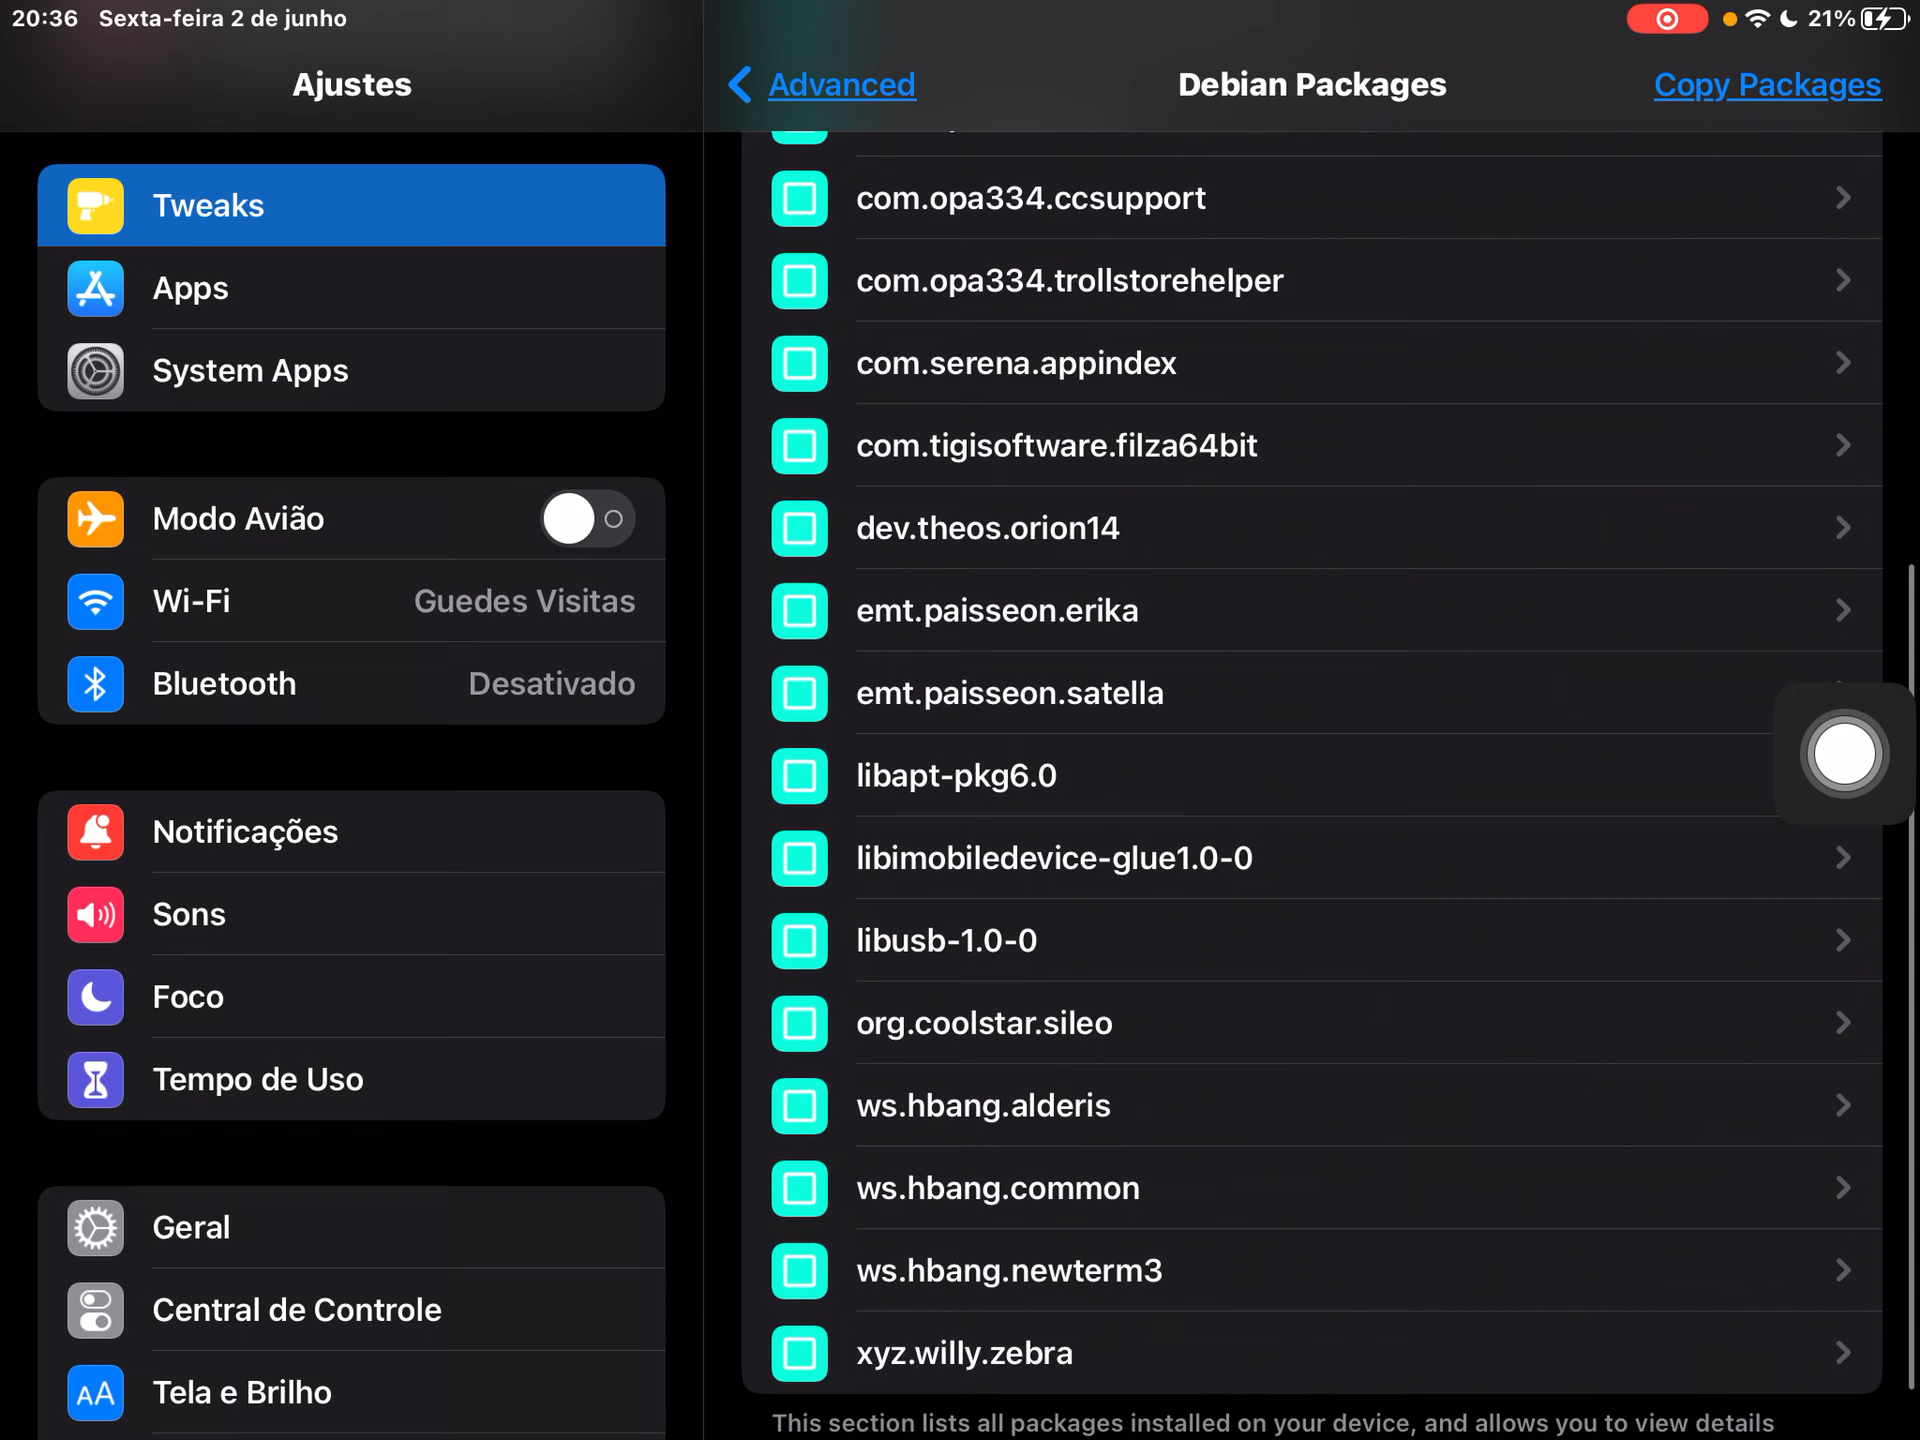 20:36 Sexta-feira 2 de junho
21%
Ajustes
Tweaks
Apps
System Apps
Modo Avião
Wi-Fi Guedes Visitas
Bluetooth Desativado
Notificações
Sons
Foco
Tempo de Uso
Geral
Central de Controle
AA Tela e Brilho
Advanced Debian Packages Copy Packages
com.opa334.ccsupport
com.opa334.trollstorehelper
com.serena.appindex
com.tigisoftware.filza64bit
dev.theos.orion14
emt.paisseon.erika
emt.paisseon.satella
libapt-pkg6.0
libimobiledevice-glue1.0-0
libusb-1.0-0
org.coolstar.sileo
ws.hbang.alderis
ws.hbang.common
ws.hbang.newterm3
xyz.willy.zebra
This section lists all packages installed on your device, and allows you to view details